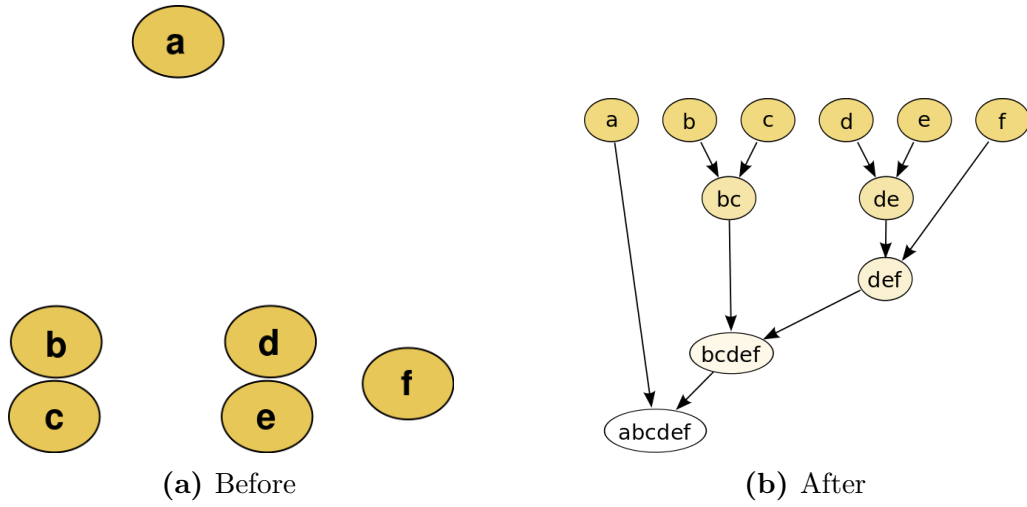 a
b
c
d
e
f
(a) Before
a b c d e f
bc de
def
bcdef
abcdef
(b) After